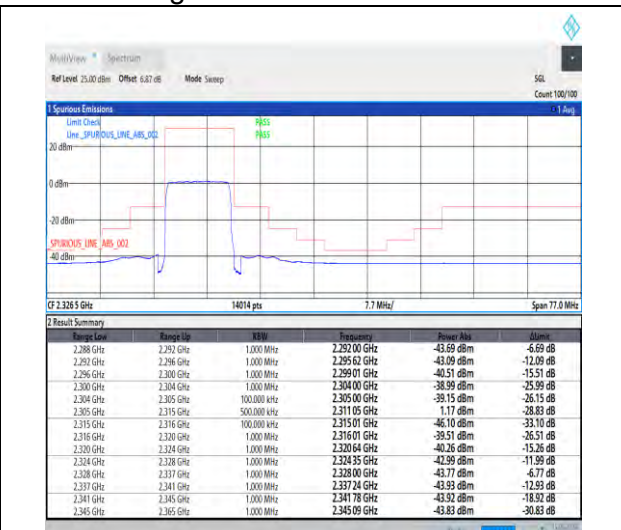 MultiView Spectrum
Ref Level 25.00 dBm Offset 6.87 dB Mode Sweep SGL
Count 100/100
1 Spurious Emissions 1 Avg
Limit Check PASS
Line _SPURIOUS_LINE_ABS_002 PASS
20 dBm
0 dBm
-20 dBm
_SPURIOUS_LINE_ABS_002
-40 dBm
CF 2.3265 GHz 14014 pts 7.7 MHz/ Span 77.0 MHz
2 Result Summary
Range Low Range Up RBW Frequency Power Abs ΔLimit
2.288 GHz 2.292 GHz 1.000 MHz 2.292 00 GHz -43.69 dBm -6.69 dB
2.292 GHz 2.296 GHz 1.000 MHz 2.295 62 GHz -43.09 dBm -12.09 dB
2.296 GHz 2.300 GHz 1.000 MHz 2.299 01 GHz -40.51 dBm -15.51 dB
2.300 GHz 2.304 GHz 1.000 MHz 2.304 00 GHz -38.99 dBm -25.99 dB
2.304 GHz 2.305 GHz 100.000 kHz 2.305 00 GHz -39.15 dBm -26.15 dB
2.305 GHz 2.315 GHz 500.000 kHz 2.311 05 GHz 1.17 dBm -28.83 dB
2.315 GHz 2.316 GHz 100.000 kHz 2.315 01 GHz -46.10 dBm -33.10 dB
2.316 GHz 2.320 GHz 1.000 MHz 2.316 01 GHz -39.51 dBm -26.51 dB
2.320 GHz 2.324 GHz 1.000 MHz 2.320 64 GHz -40.26 dBm -15.26 dB
2.324 GHz 2.328 GHz 1.000 MHz 2.324 35 GHz -42.99 dBm -11.99 dB
2.328 GHz 2.337 GHz 1.000 MHz 2.328 00 GHz -43.77 dBm -6.77 dB
2.337 GHz 2.341 GHz 1.000 MHz 2.337 24 GHz -43.93 dBm -12.93 dB
2.341 GHz 2.345 GHz 1.000 MHz 2.341 78 GHz -43.92 dBm -18.92 dB
2.345 GHz 2.365 GHz 1.000 MHz 2.345 09 GHz -43.83 dBm -30.83 dB